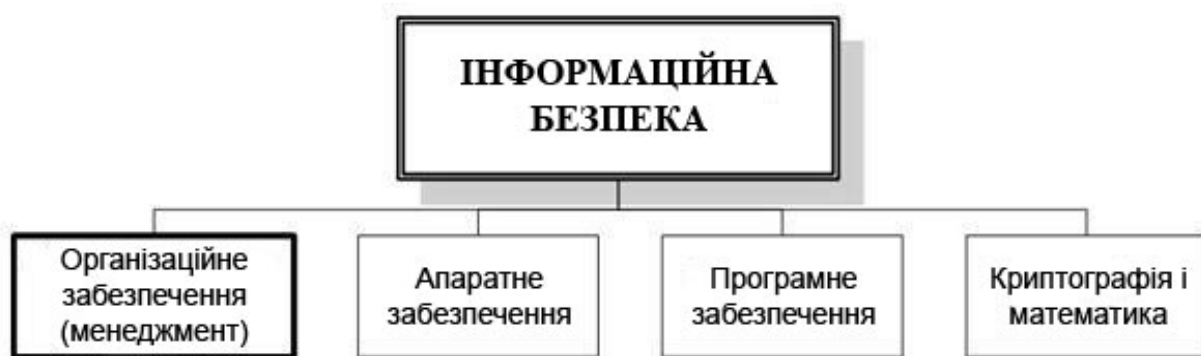 ІНФОРМАЦІЙНА
БЕЗПЕКА
Організаційне
забезпечення
(менеджмент)
Апаратне
забезпечення
Програмне
забезпечення
Криптографія і
математика